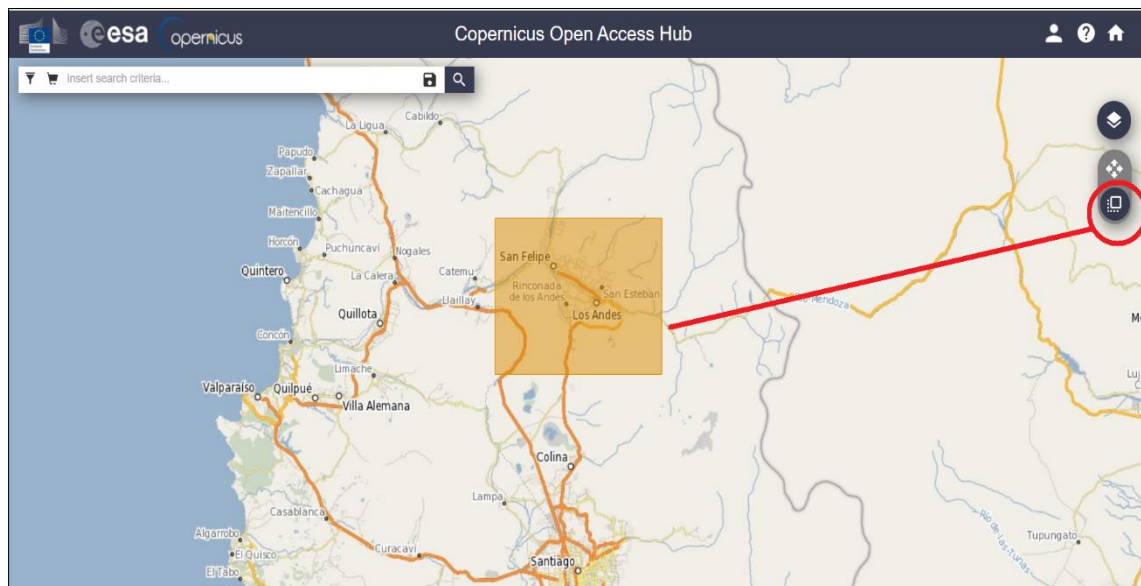 esa opernicus
Copernicus Open Access Hub
Insert search criteria...
Cabildo
La Ligua
Papudo
Zapallar
Cachagua
Maitencillo
Horcón
Puchuncaví
Nogales
San Felipe
Quintero
La Calera
Catemu
Rinconada
de los Andes
San Esteban
Llaillay
Los Andes
Río Mendoza
Quillota
M
Concón
Limache
Luj
C
Valparaíso
Quilpué
Villa Alemana
Colina
Lampa
Casablanca
Algarrobo
El Quisco
Curacaví
Río de las Tunas
Tupungato
El Tabo
Santiago